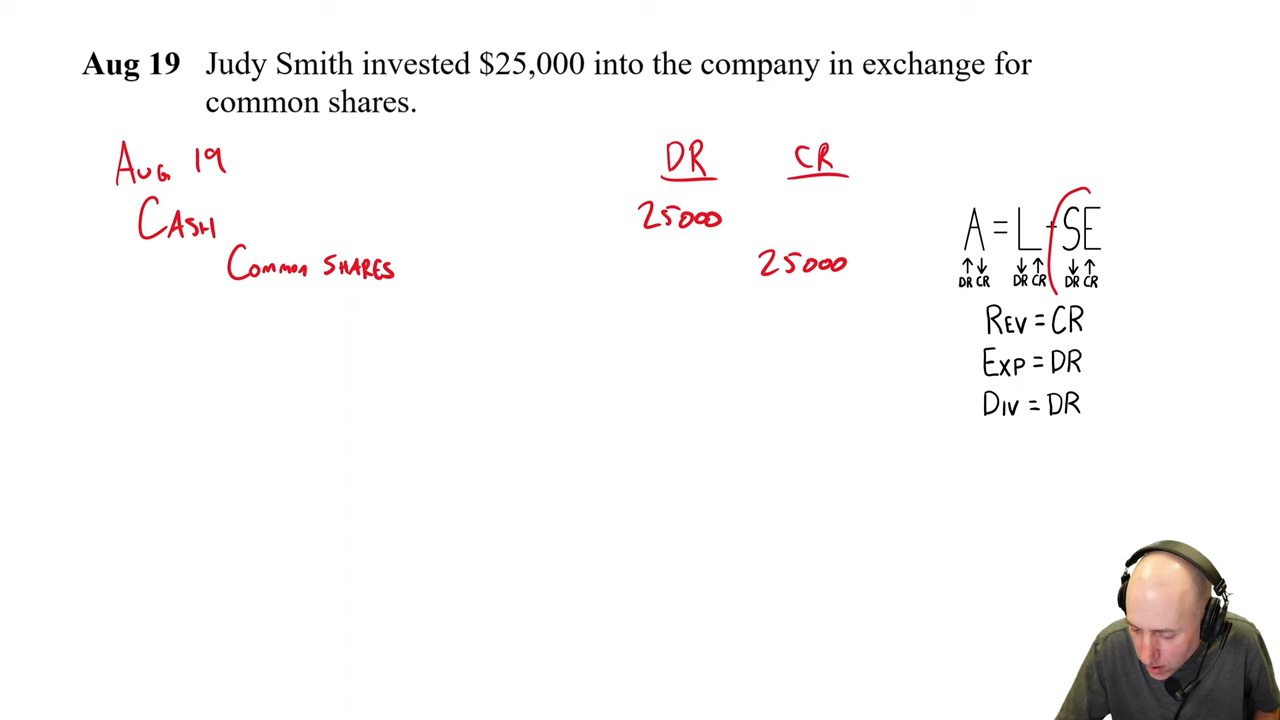 Aug 19 Judy Smith invested $25,000 into the company in exchange for
common shares.
AUG 19 DR CR
CASH 25000
COMMON SHARES 25000
A = L + SE
↑ ↓ ↓ ↑ ↓ ↑
DR CR DR CR DR CR
REV = CR
EXP = DR
DIV = DR